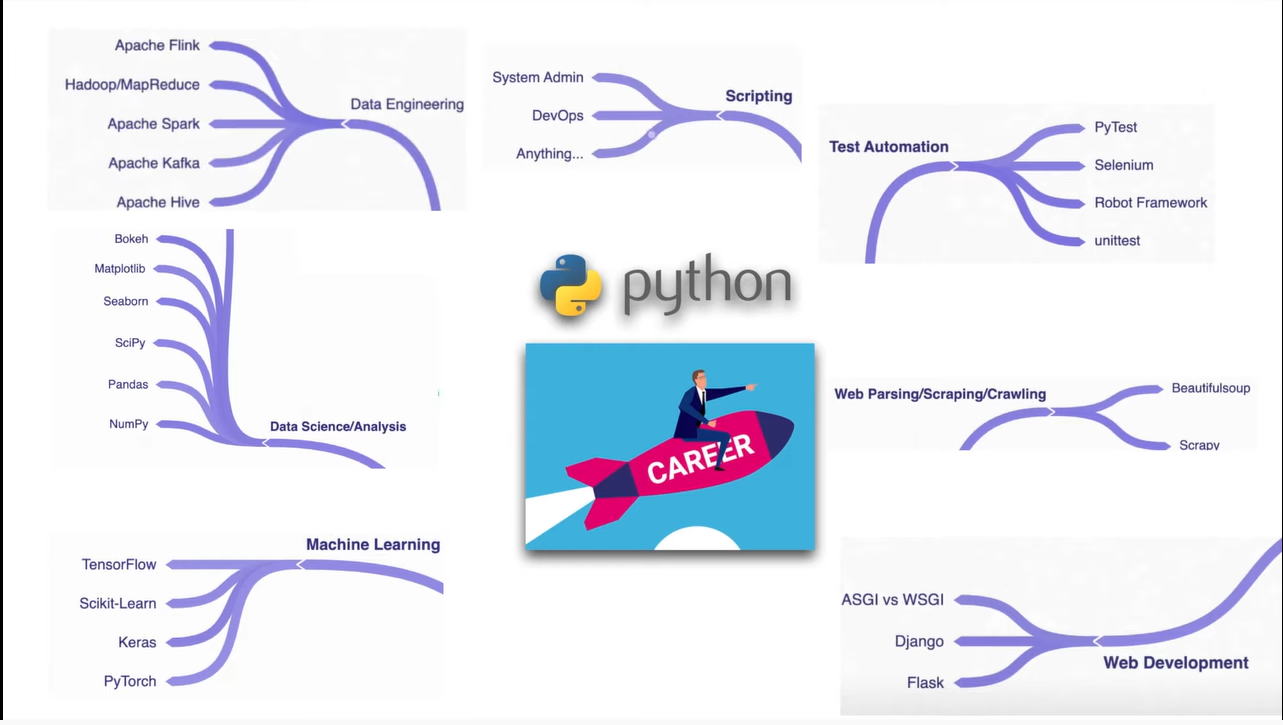 Apache Flink
Hadoop/MapReduce
Apache Spark
Apache Kafka
Apache Hive
Data Engineering
System Admin
DevOps
Anything...
Scripting
Test Automation
PyTest
Selenium
Robot Framework
unittest
Bokeh
Matplotlib
Seaborn
SciPy
Pandas
NumPy
Data Science/Analysis
python
CAREER
Web Parsing/Scraping/Crawling
Beautifulsoup
Scrapy
Machine Learning
TensorFlow
Scikit-Learn
Keras
PyTorch
ASGI vs WSGI
Django
Flask
Web Development